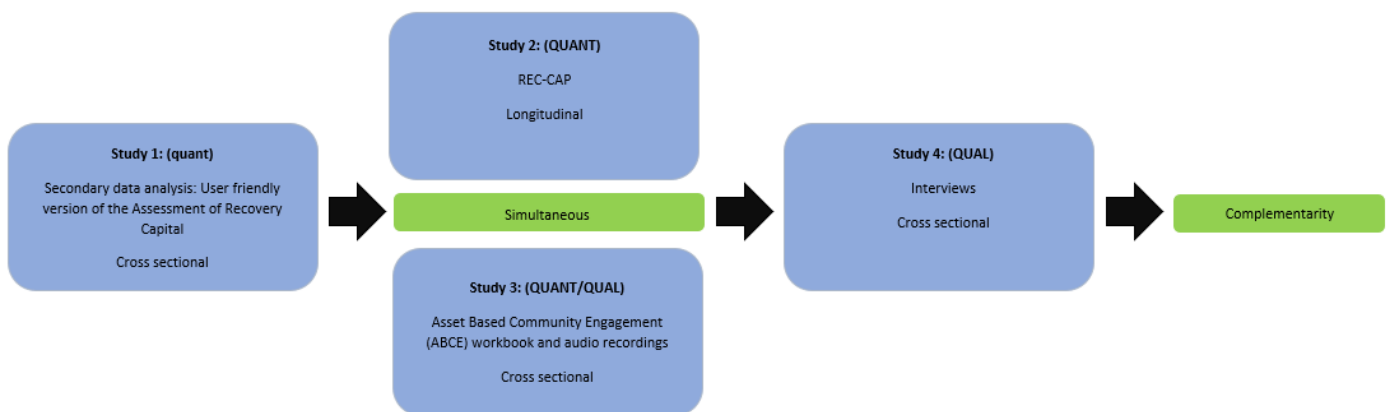 Study 1: (quant)
Secondary data analysis: User friendly
version of the Assessment of Recovery
Capital
Cross sectional
Study 2: (QUANT)
REC-CAP
Longitudinal
Simultaneous
Study 3: (QUANT/QUAL)
Asset Based Community Engagement
(ABCE) workbook and audio recordings
Cross sectional
Study 4: (QUAL)
Interviews
Cross sectional
Complementarity